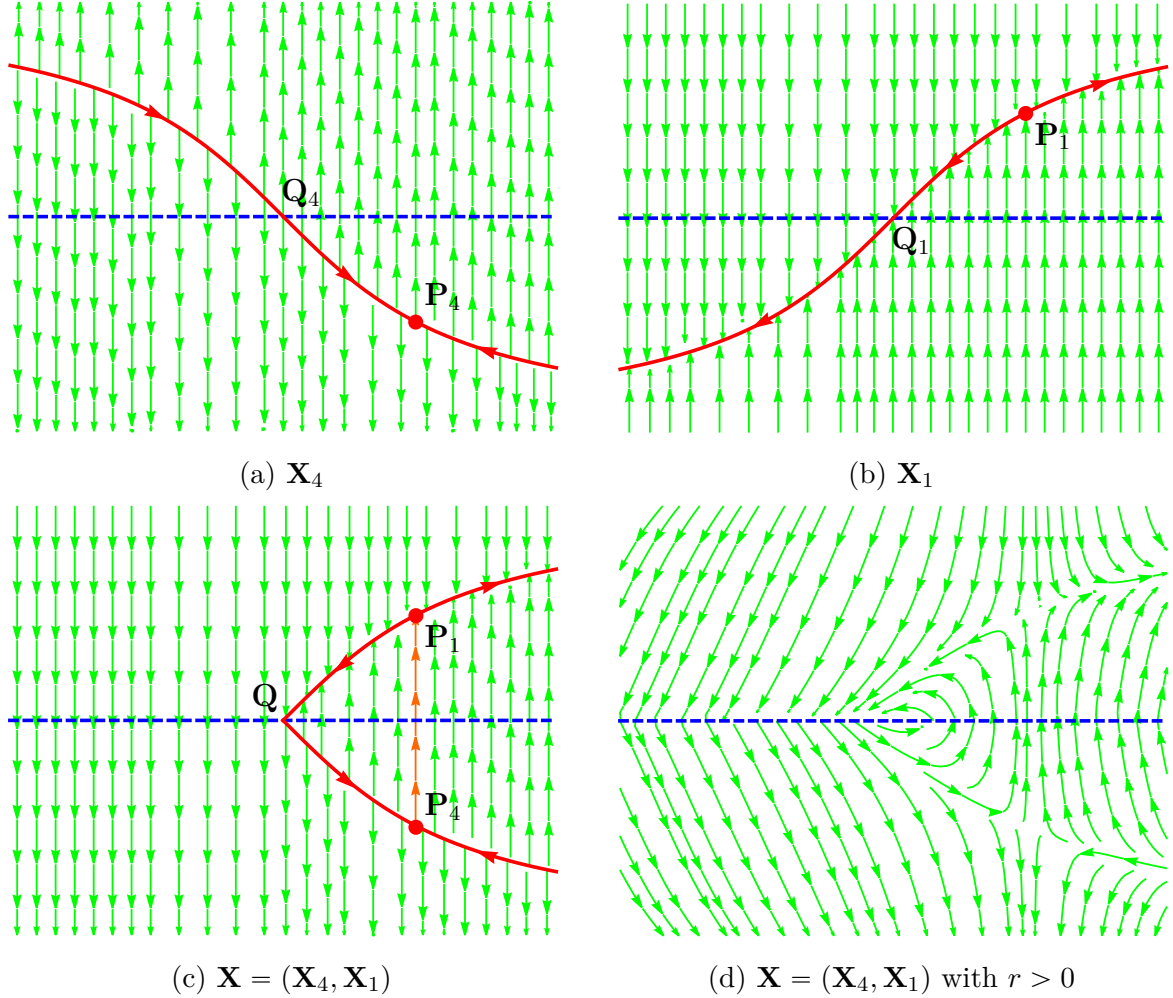 Q₄
P₄
(a) X₄
P₁
Q₁
(b) X₁
P₁
Q
P₄
(c) X = (X₄, X₁)
(d) X = (X₄, X₁) with r > 0